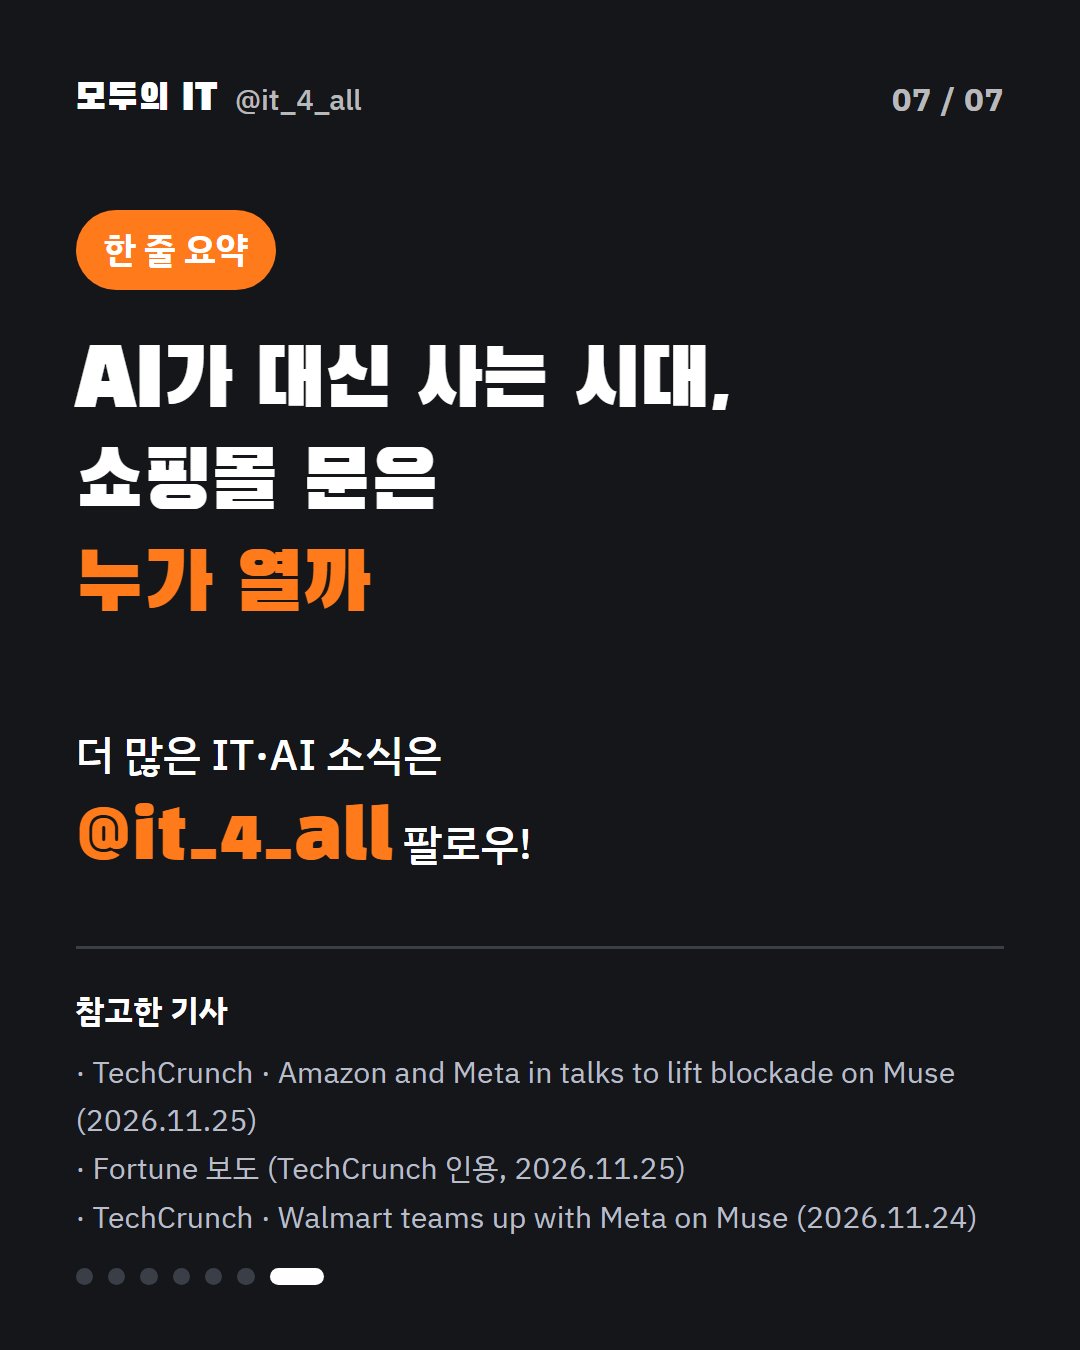 모두의 IT @it_4_all
07 / 07
한 줄 요약
AI가 대신 사는 시대,
쇼핑몰 문은
누가 열까
더 많은 IT·AI 소식은
@it_4_all 팔로우!
참고한 기사
· TechCrunch · Amazon and Meta in talks to lift blockade on Muse
(2026.11.25)
· Fortune 보도 (TechCrunch 인용, 2026.11.25)
· TechCrunch · Walmart teams up with Meta on Muse (2026.11.24)